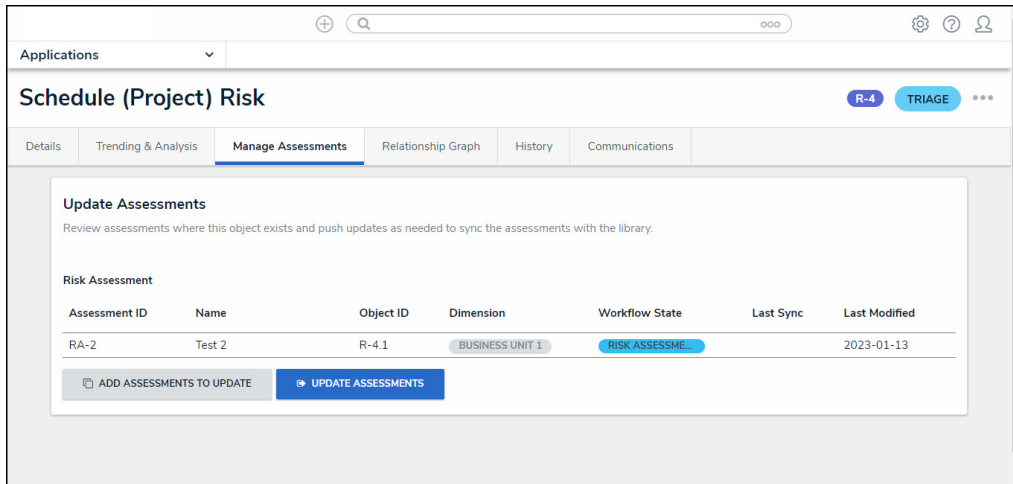 Applications
Schedule (Project) Risk
R-4
TRIAGE
Details Trending & Analysis Manage Assessments Relationship Graph History Communications
Update Assessments
Review assessments where this object exists and push updates as needed to sync the assessments with the library.
Risk Assessment
Assessment ID Name Object ID Dimension Workflow State Last Sync Last Modified
RA-2 Test 2 R-4.1 BUSINESS UNIT 1 RISK ASSESSME... 2023-01-13
ADD ASSESSMENTS TO UPDATE UPDATE ASSESSMENTS